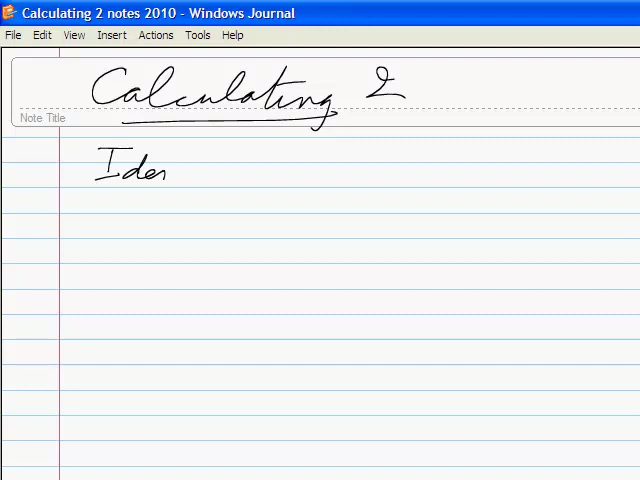 Calculating 2 notes 2010 - Windows Journal
File Edit View Insert Actions Tools Help
Calculating 2
Note Title
Iden